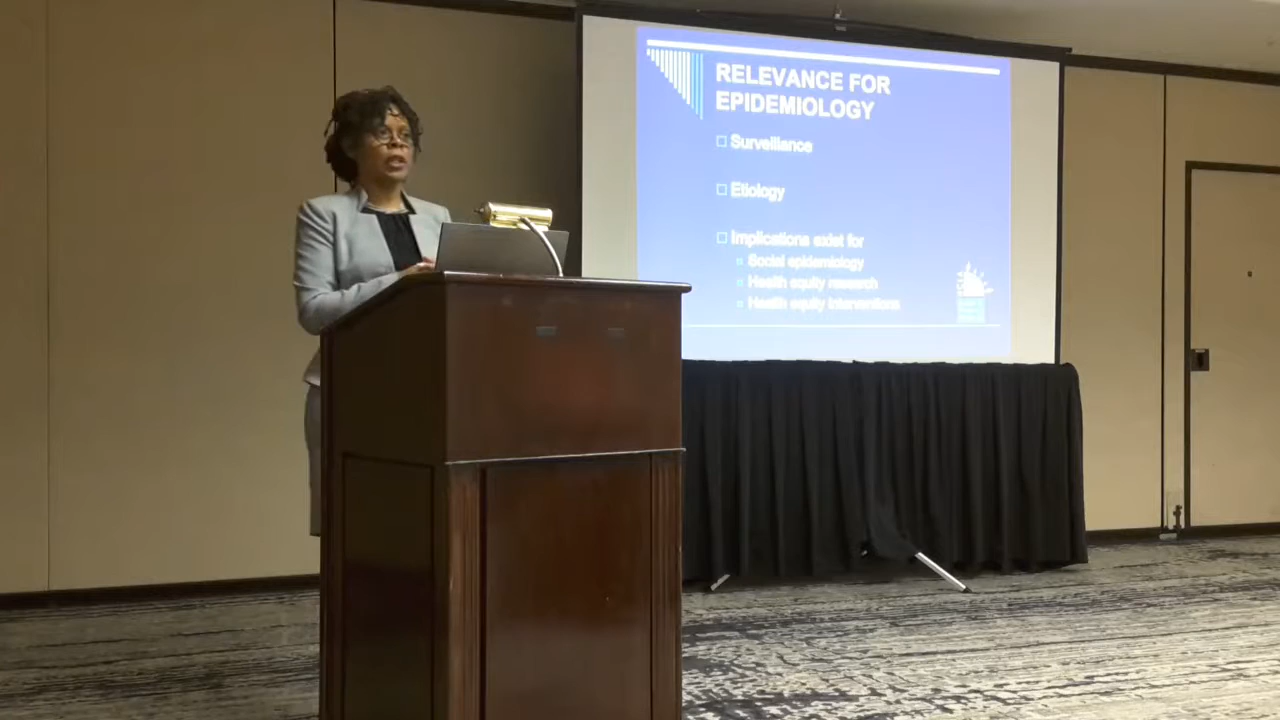 RELEVANCE FOR
EPIDEMIOLOGY
Surveillance
Etiology
Implications exist for
Social epidemiology
Health equity research
Health equity interventions